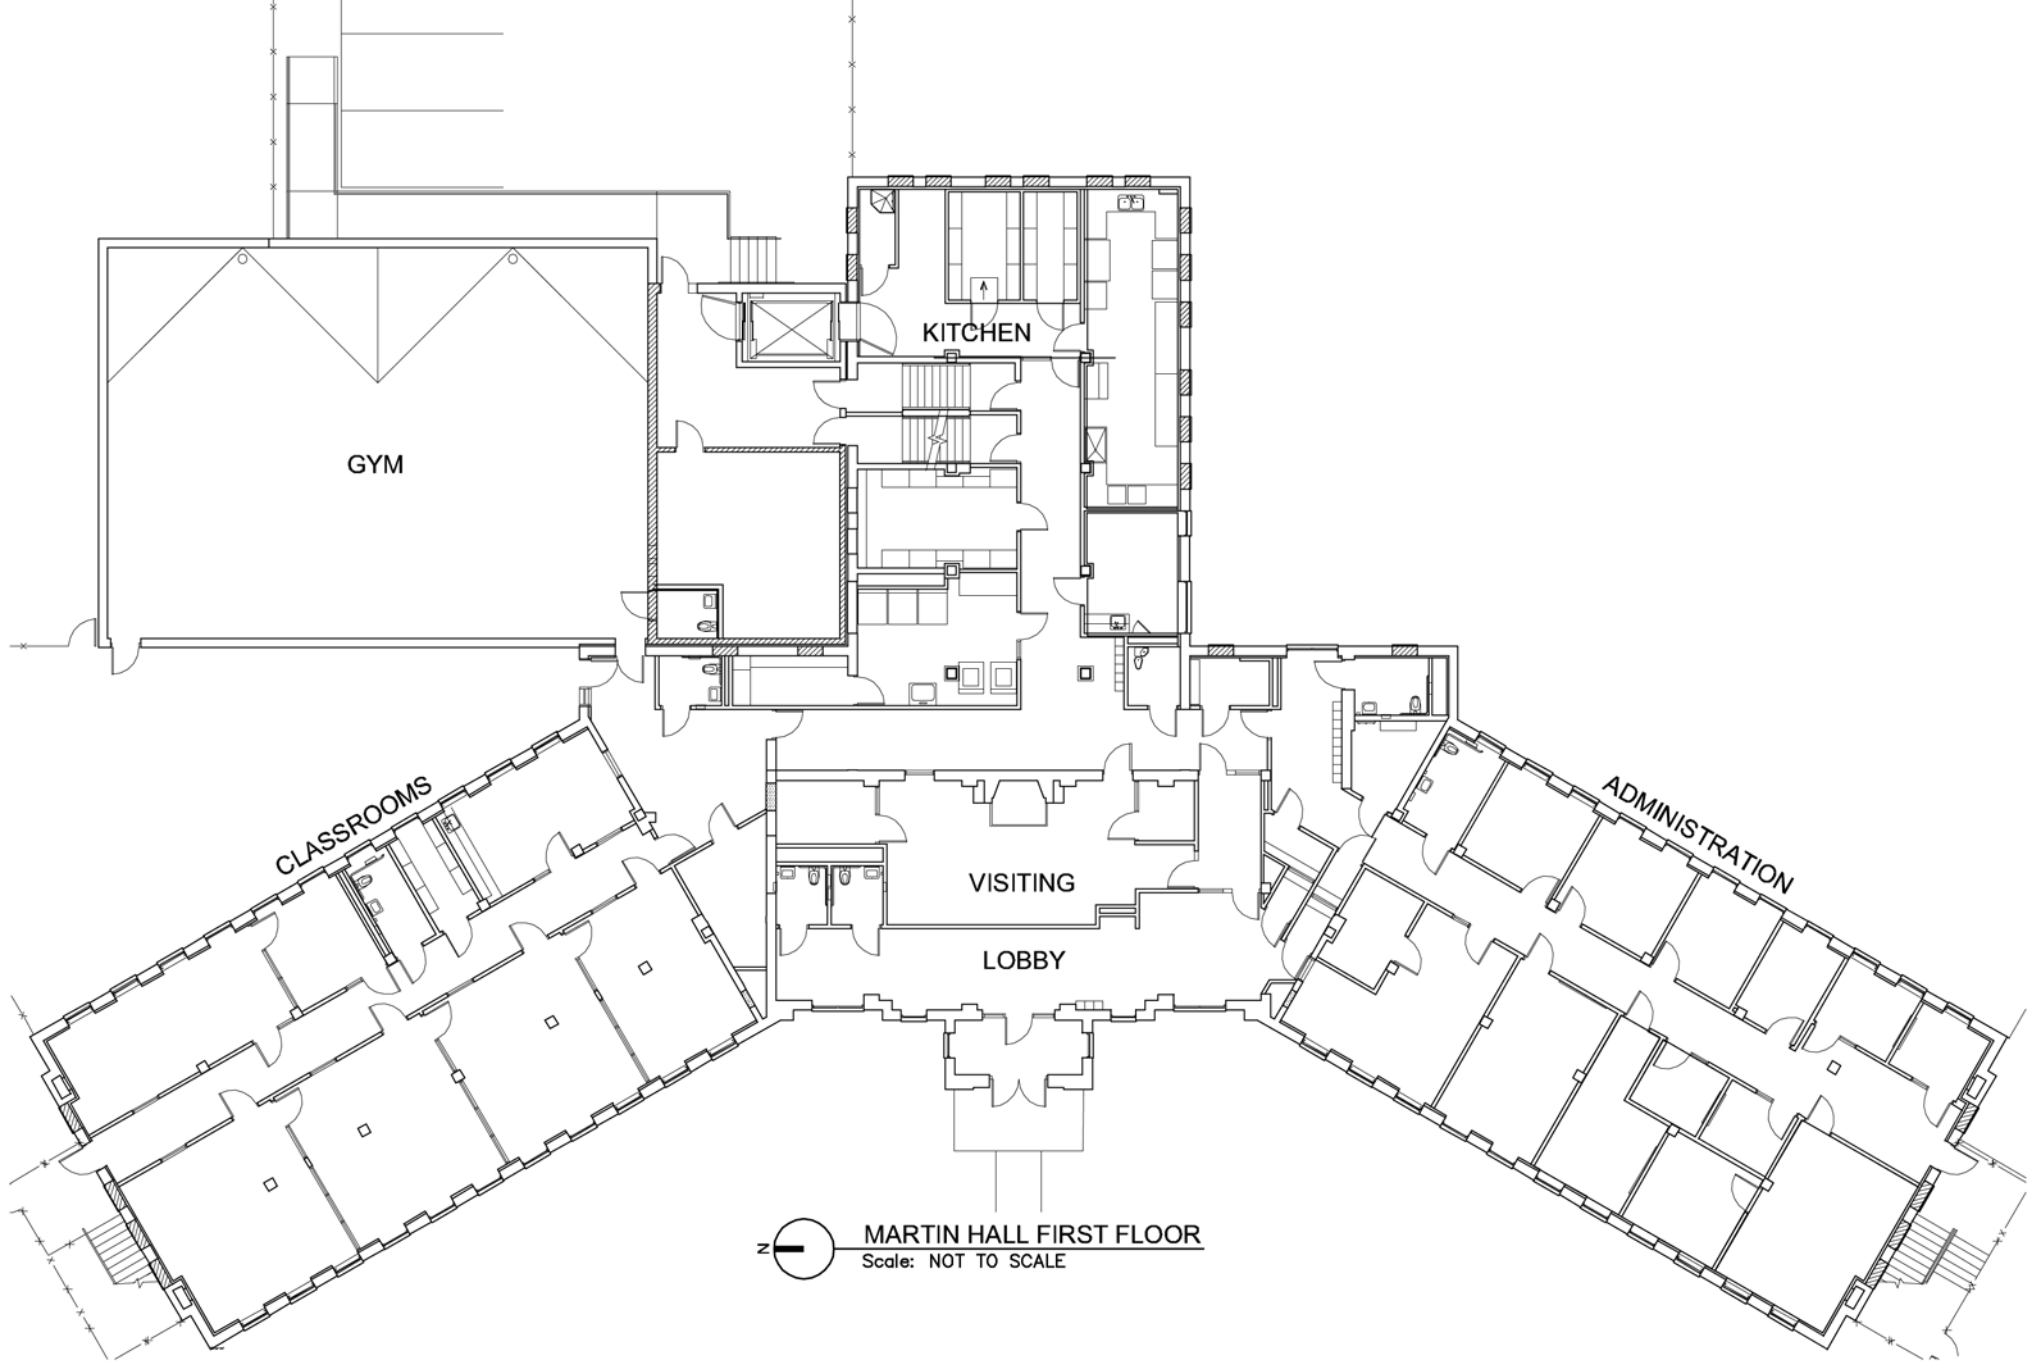 KITCHEN
GYM
CLASSROOMS
ADMINISTRATION
VISITING
LOBBY
N
MARTIN HALL FIRST FLOOR
Scale: NOT TO SCALE